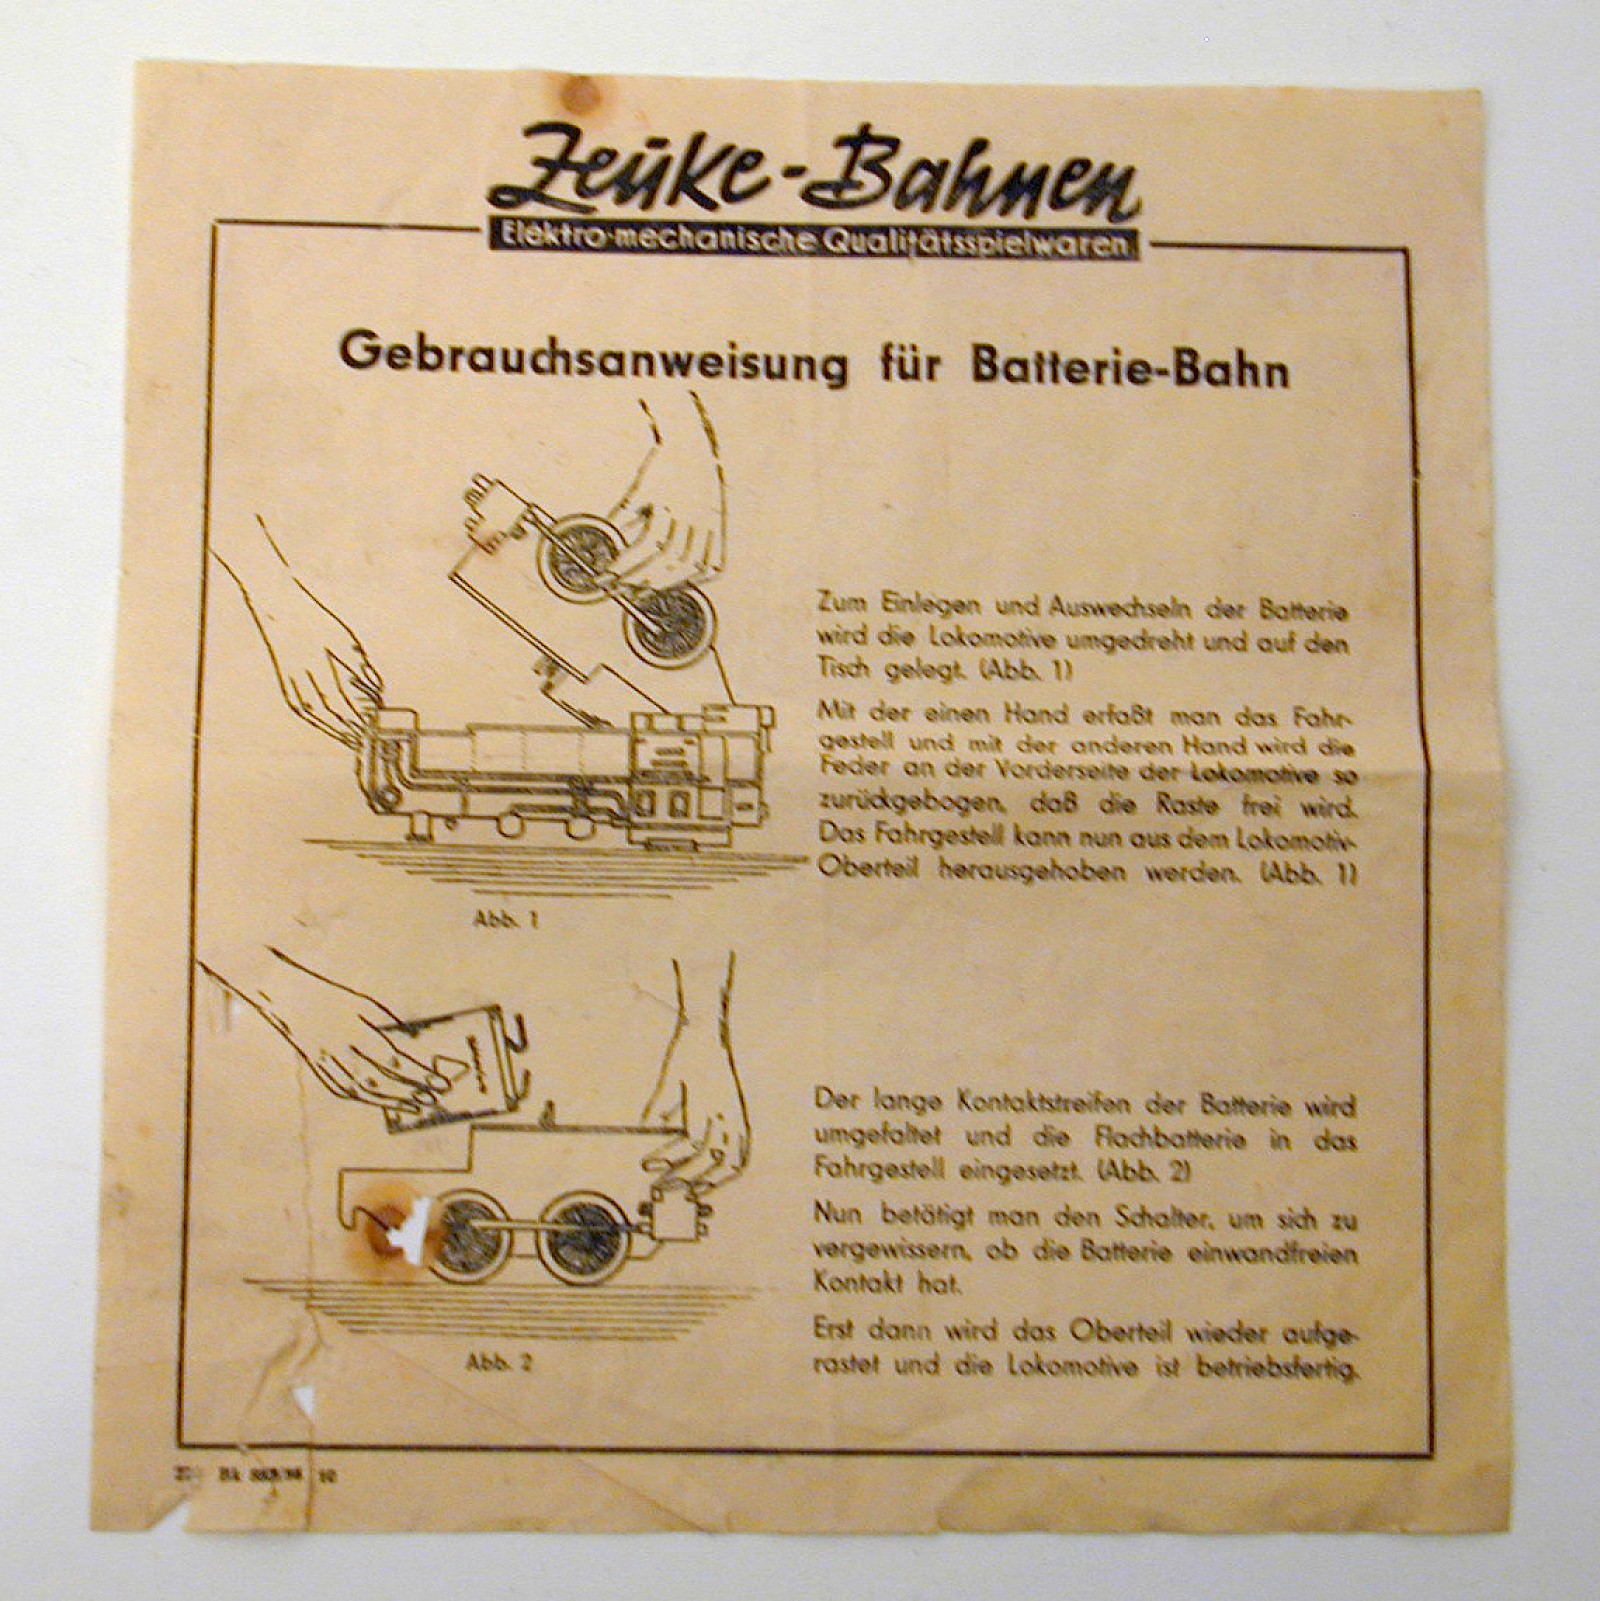 Zeuke-Bahnen
Elektro-mechanische Qualitätsspielwaren
Gebrauchsanweisung für Batterie-Bahn
Zum Einlegen und Auswechseln der Batterie
wird die Lokomotive umgedreht und auf den
Tisch gelegt. (Abb. 1)
Mit der einen Hand erfaßt man das Fahr-
gestell und mit der anderen Hand wird die
Feder an der Vorderseite der Lokomotive so
zurückgebogen, daß die Raste frei wird.
Das Fahrgestell kann nun aus dem Lokomotiv-
Oberteil herausgehoben werden. (Abb. 1)
Abb. 1
Der lange Kontaktstreifen der Batterie wird
umgefaltet und die Flachbatterie in das
Fahrgestell eingesetzt. (Abb. 2)
Nun betätigt man den Schalter, um sich zu
vergewissern, ob die Batterie einwandfreien
Kontakt hat.
Erst dann wird das Oberteil wieder aufge-
rastet und die Lokomotive ist betriebsfertig.
Abb. 2